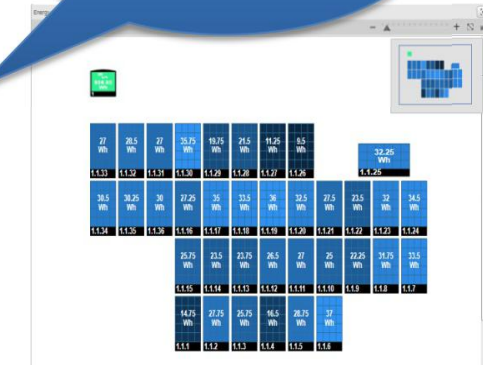 27 Wh 28.5 Wh 27 Wh 35.75 Wh 19.75 Wh 21.5 Wh 11.25 Wh 9.5 Wh
1.1.33 1.1.32 1.1.31 1.1.30 1.1.29 1.1.28 1.1.27 1.1.26
32.25 Wh
1.1.25
30.5 Wh 30.25 Wh 30 Wh 27.25 Wh 35 Wh 33.5 Wh 36 Wh 32.5 Wh 27.5 Wh 23.5 Wh 32 Wh 34.5 Wh
1.1.34 1.1.35 1.1.36 1.1.16 1.1.17 1.1.18 1.1.19 1.1.20 1.1.21 1.1.22 1.1.23 1.1.24
25.75 Wh 23.5 Wh 23.75 Wh 26.5 Wh 27 Wh 25 Wh 22.25 Wh 31.75 Wh 33.5 Wh
1.1.15 1.1.14 1.1.13 1.1.12 1.1.11 1.1.10 1.1.9 1.1.8 1.1.7
14.75 Wh 27.75 Wh 25.75 Wh 16.5 Wh 28.75 Wh 37 Wh
1.1.1 1.1.2 1.1.3 1.1.4 1.1.5 1.1.6